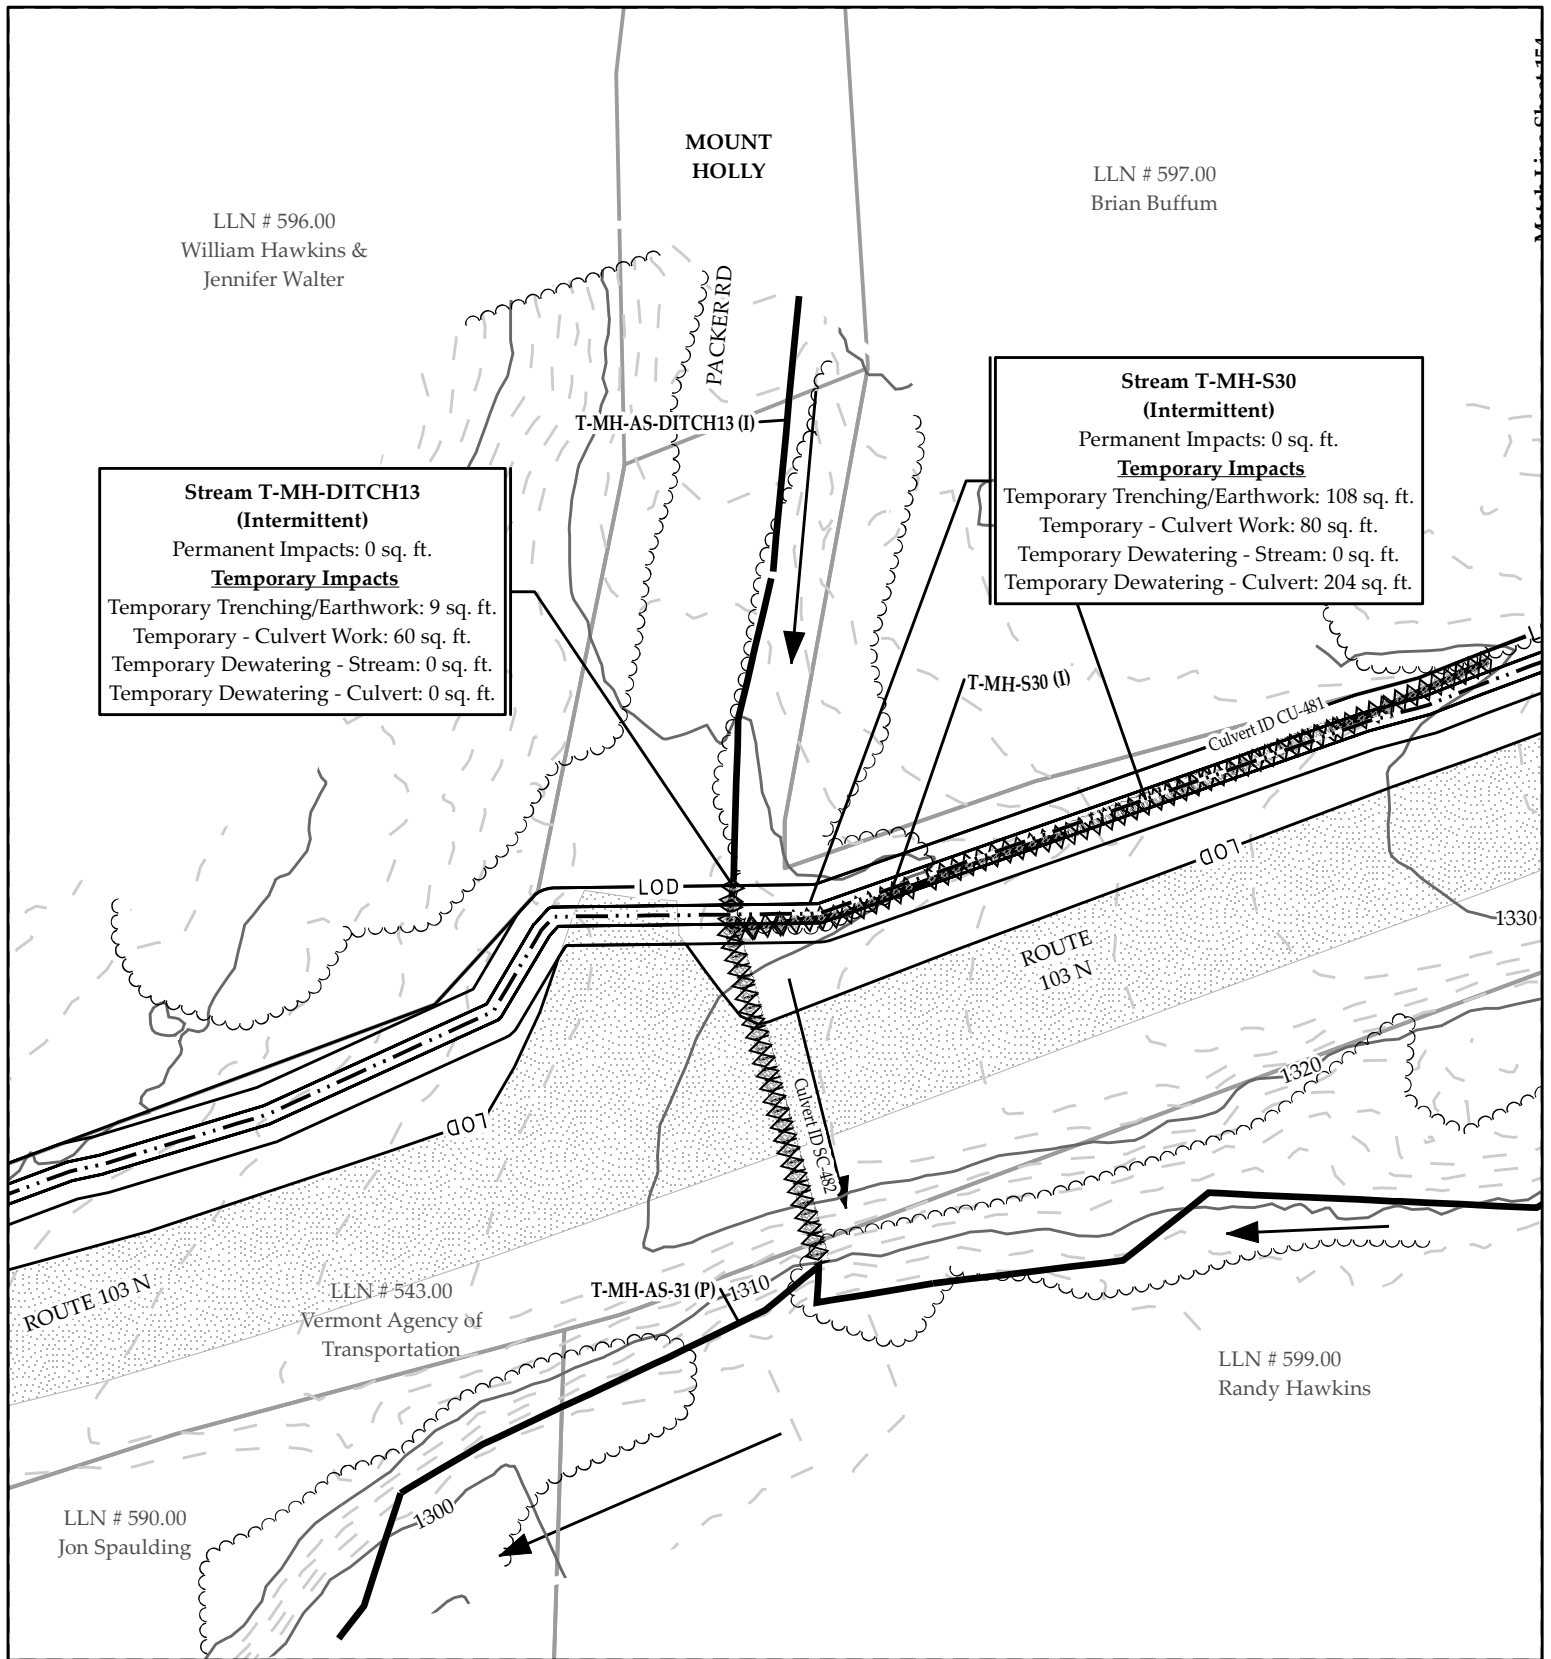 MOUNT
HOLLY
LLN # 597.00
Brian Buffum
LLN # 596.00
William Hawkins &
Jennifer Walter
PACKER RD
T-MH-AS-DITCH13 (I)
Stream T-MH-S30
(Intermittent)
Permanent Impacts: 0 sq. ft.
Temporary Impacts
Temporary Trenching/Earthwork: 108 sq. ft.
Temporary - Culvert Work: 80 sq. ft.
Temporary Dewatering - Stream: 0 sq. ft.
Temporary Dewatering - Culvert: 204 sq. ft.
Stream T-MH-DITCH13
(Intermittent)
Permanent Impacts: 0 sq. ft.
Temporary Impacts
Temporary Trenching/Earthwork: 9 sq. ft.
Temporary - Culvert Work: 60 sq. ft.
Temporary Dewatering - Stream: 0 sq. ft.
Temporary Dewatering - Culvert: 0 sq. ft.
T-MH-S30 (I)
Culvert ID CU-481
LOD
LOD
1330
ROUTE
103 N
1320
LOD
Culvert ID SC-482
ROUTE 103 N
LLN # 543.00
Vermont Agency of
Transportation
T-MH-AS-31 (P)
1310
LLN # 599.00
Randy Hawkins
1300
LLN # 590.00
Jon Spaulding